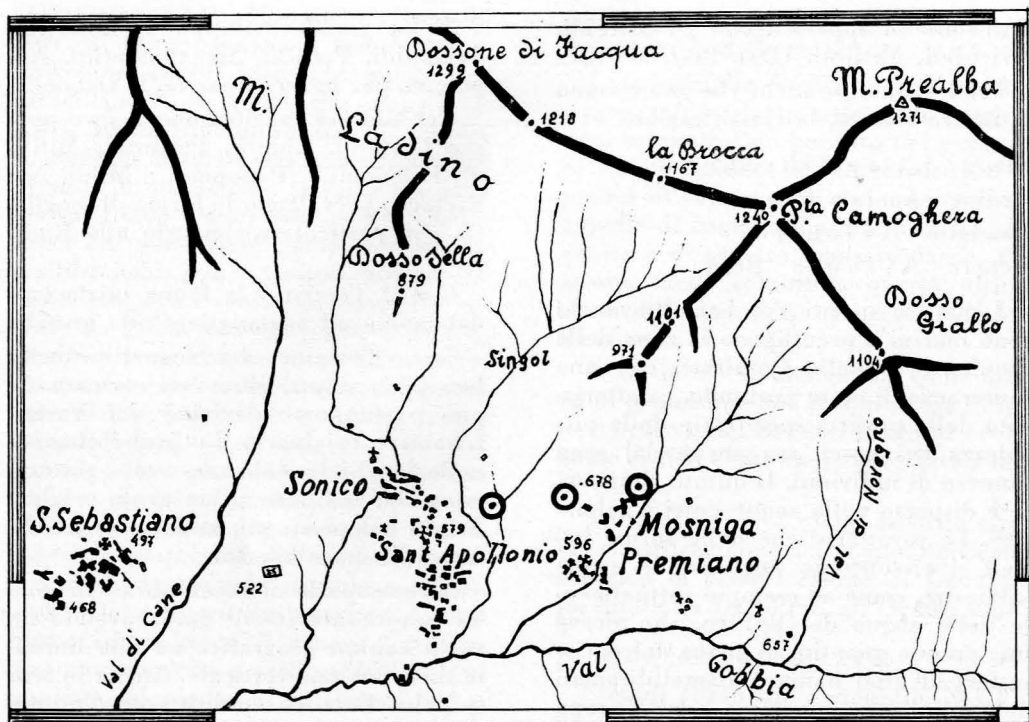 Dossone di Facqua
1299
M.
Ladino
1218
M. Prealba
1271
la Brocca
1167
1240
P.ta Camoghera
Dosso Sella
879
1101
Dosso
Giallo
1104
Singol
971
Val di Novegno
Sonico
678
Mosniga
S. Sebastiano
497
579
Sant Apollonio
596
Premiano
468
522
Val di Cane
651
Val Gobbia